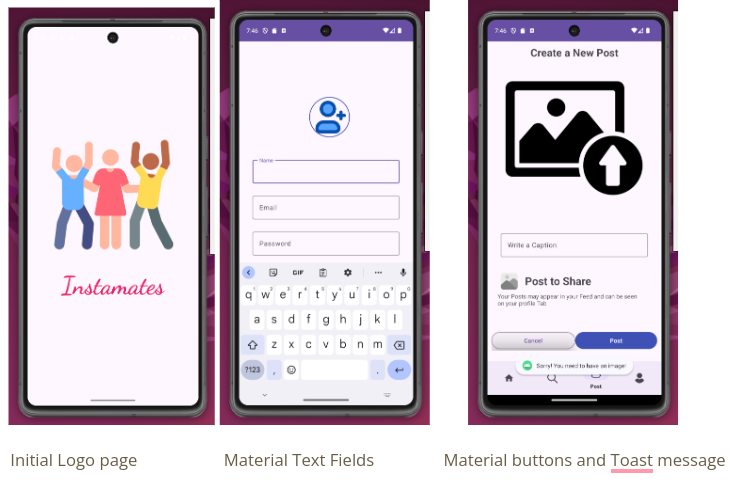 Instamates
7:46
Name
Email
Password
GIF
q w e r t y u i o p
a s d f g h j k l
z x c v b n m
?123 , .
7:46
Create a New Post
Write a Caption
Post to Share
Your Posts may appear in your Feed and can be seen
on your profile Tab
Cancel Post
Sorry! You need to have an image!
Post
Initial Logo page
Material Text Fields
Material buttons and Toast message